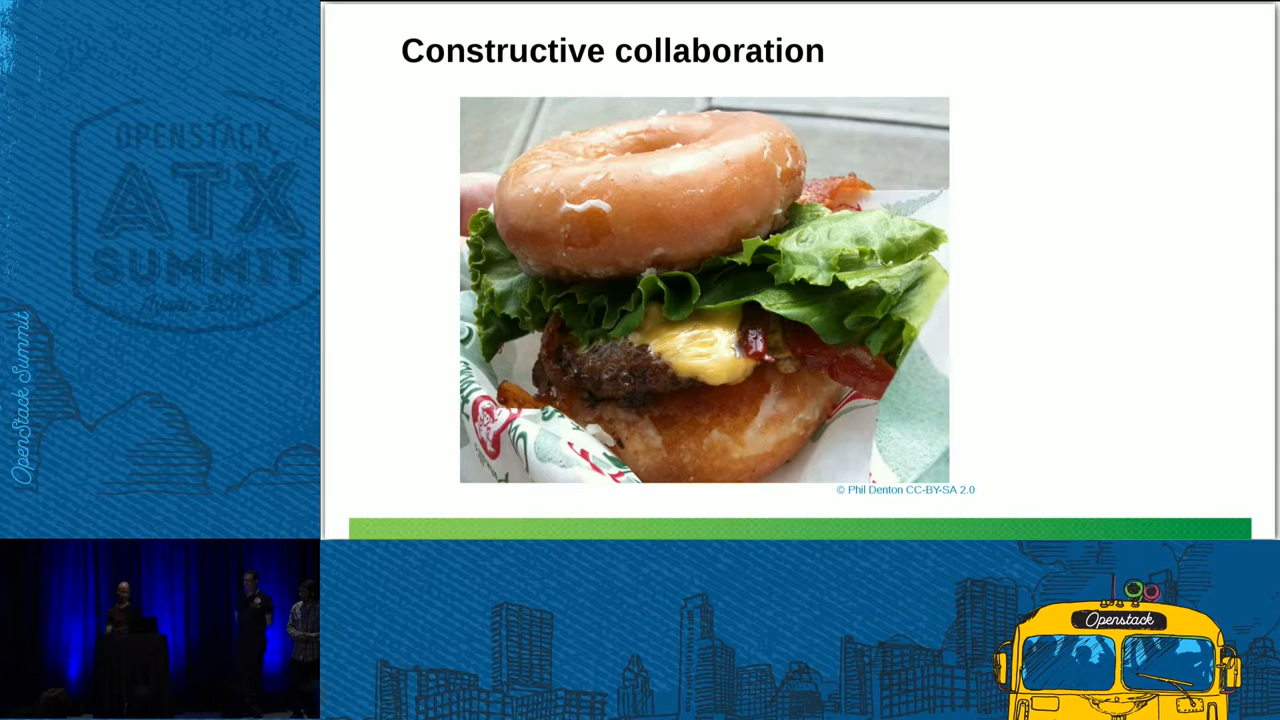 Constructive collaboration
© Phil Denton CC-BY-SA 2.0
OPENSTACK
ATX
SUMMIT
OpenStack Summit
Openstack